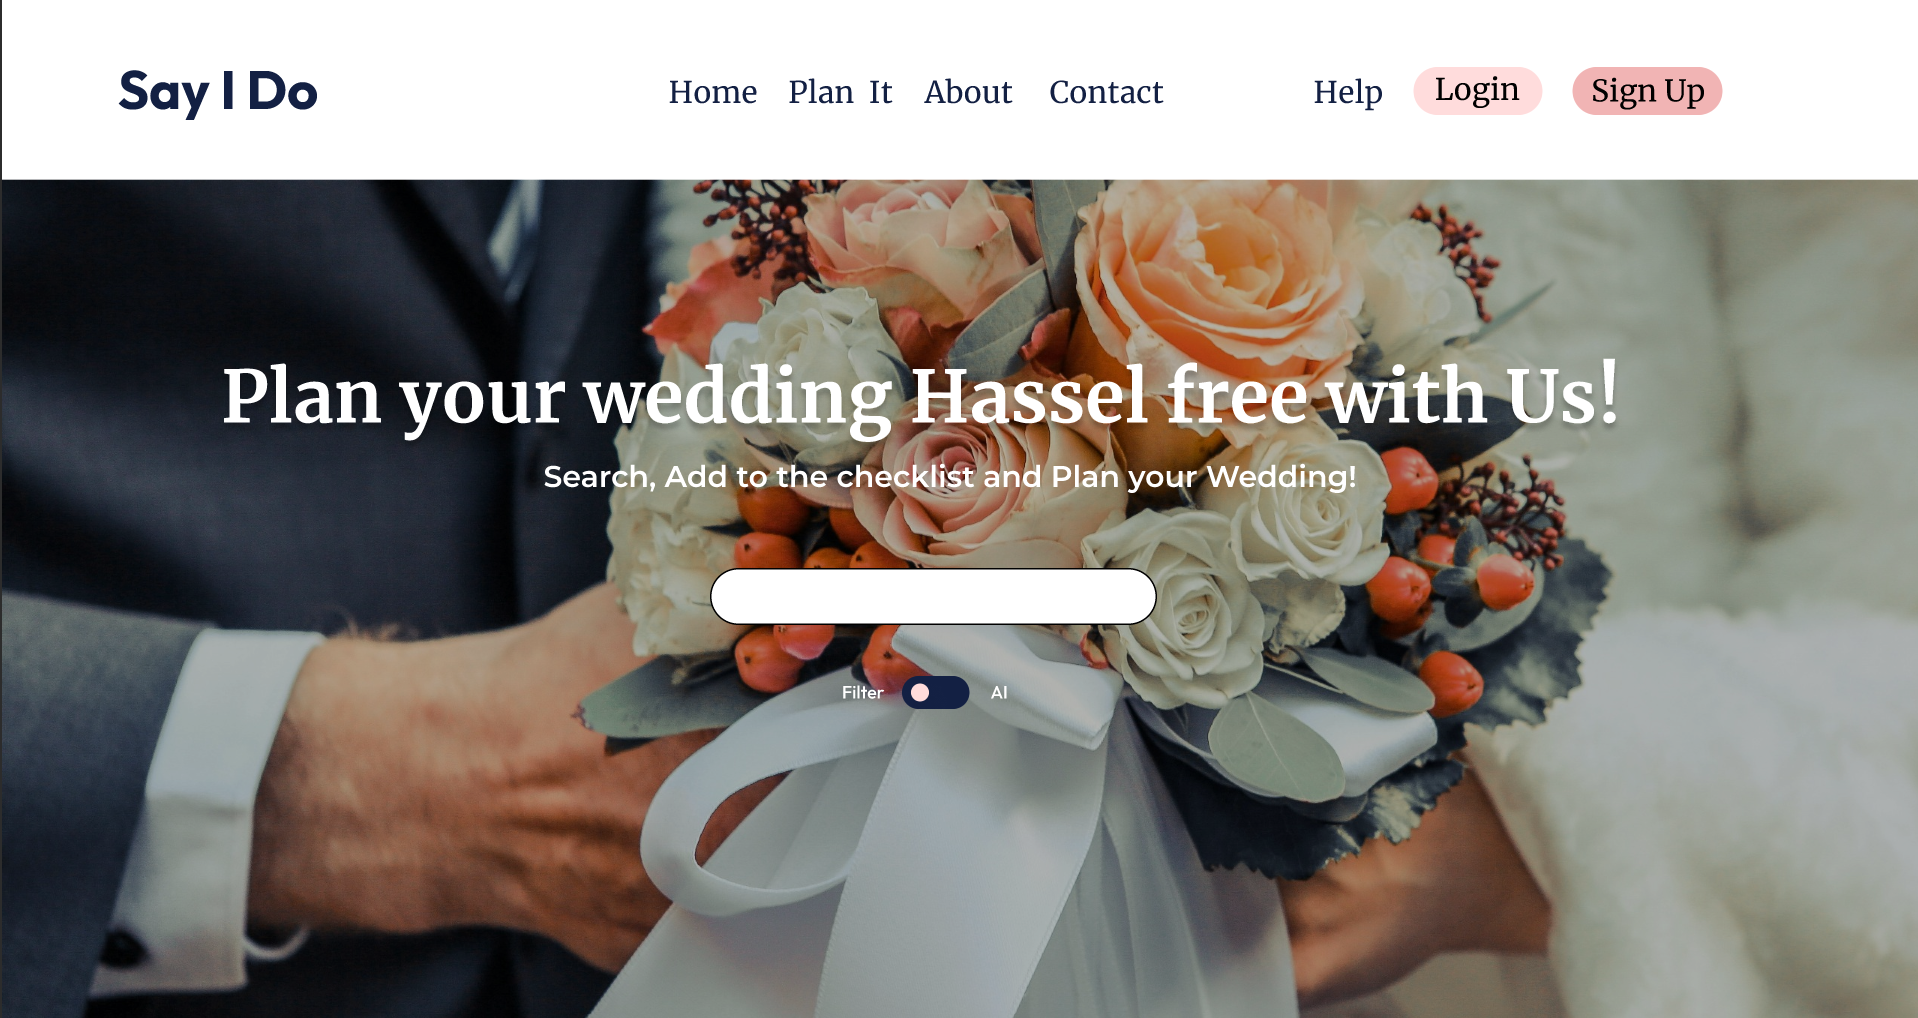 Say I Do
Home Plan It About Contact Help Login Sign Up
Plan your wedding Hassel free with Us!
Search, Add to the checklist and Plan your Wedding!
Filter AI